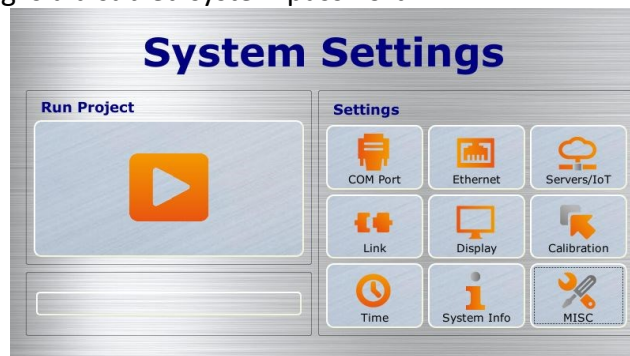 System Settings
Run Project
Settings
COM Port
Ethernet
Servers/IoT
Link
Display
Calibration
Time
System Info
MISC